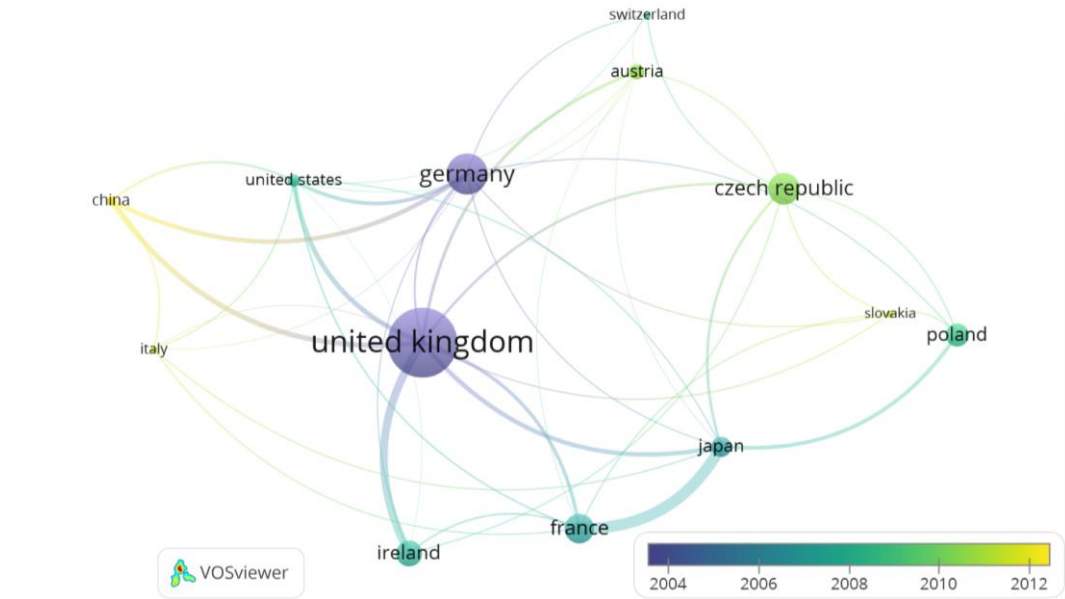 switzerland
austria
germany
united states
czech republic
china
slovakia
poland
united kingdom
italy
japan
france
ireland
VOSviewer
2004 2006 2008 2010 2012